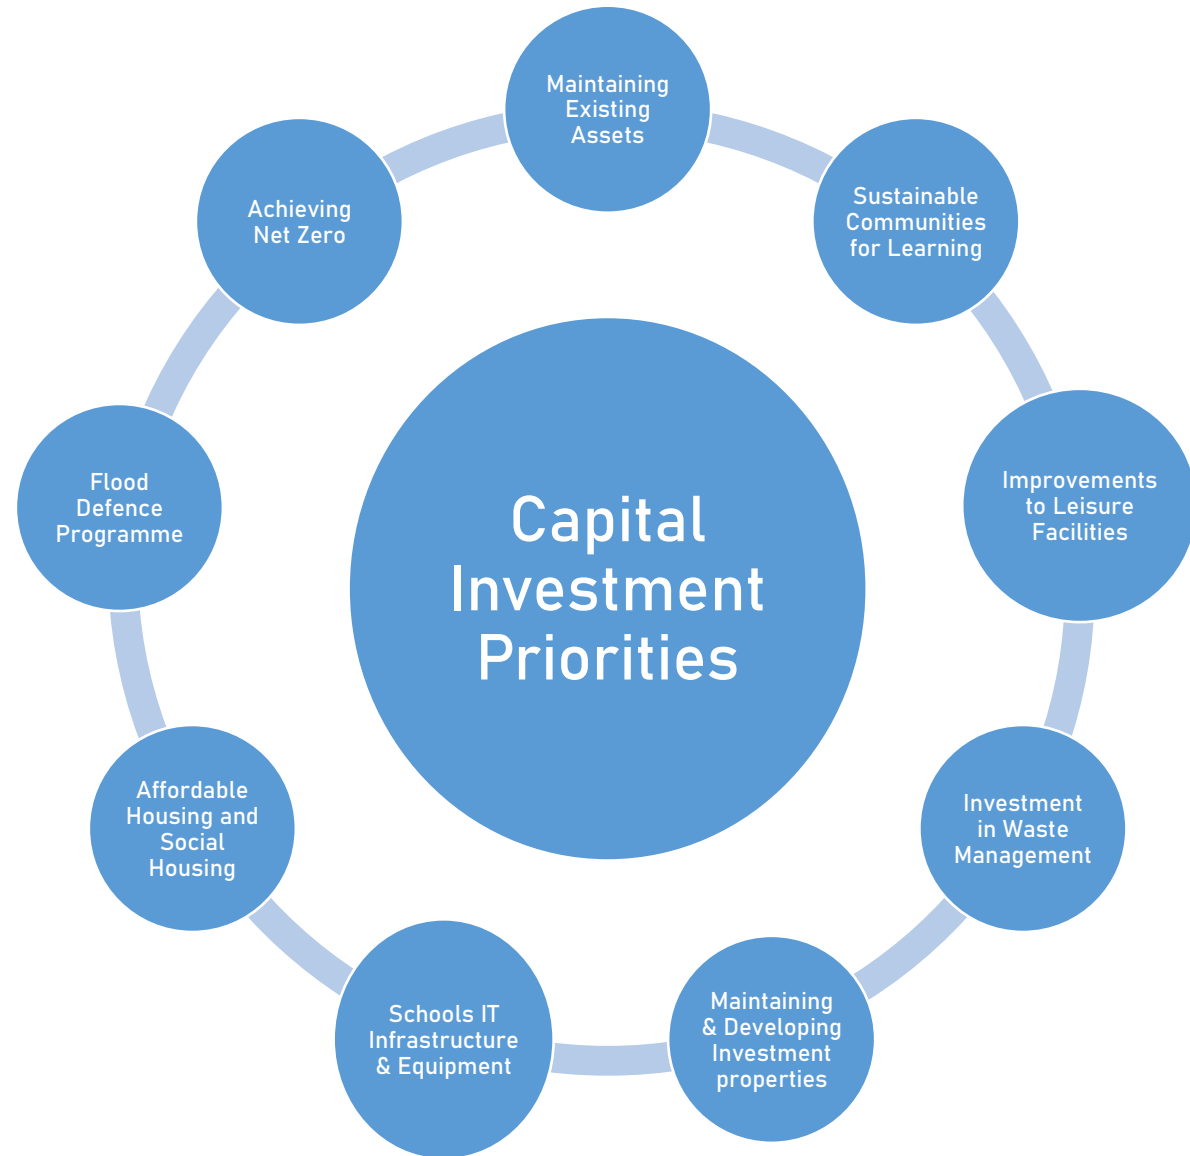 Maintaining
Existing
Assets
Sustainable
Communities
for Learning
Improvements
to Leisure
Facilities
Investment
in Waste
Management
Maintaining
& Developing
Investment
properties
Schools IT
Infrastructure
& Equipment
Affordable
Housing and
Social
Housing
Flood
Defence
Programme
Achieving
Net Zero
Capital
Investment
Priorities